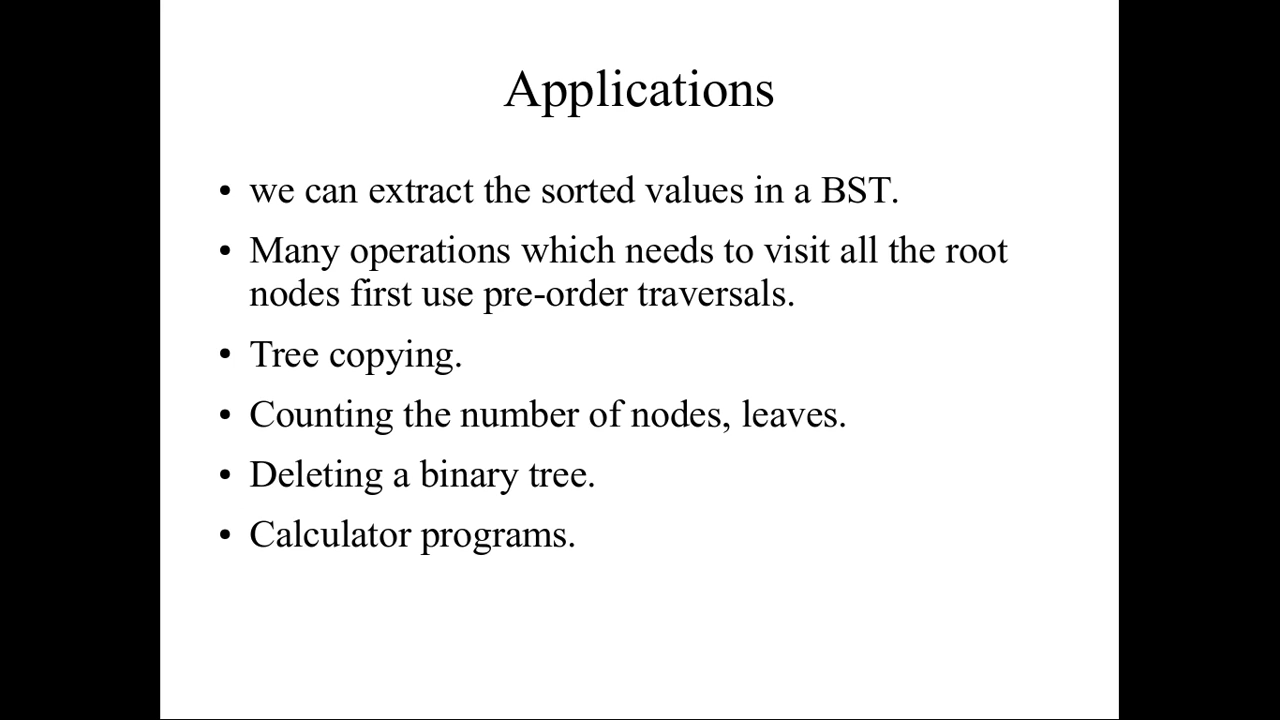 Applications
• we can extract the sorted values in a BST.
• Many operations which needs to visit all the root
nodes first use pre-order traversals.
• Tree copying.
• Counting the number of nodes, leaves.
• Deleting a binary tree.
• Calculator programs.